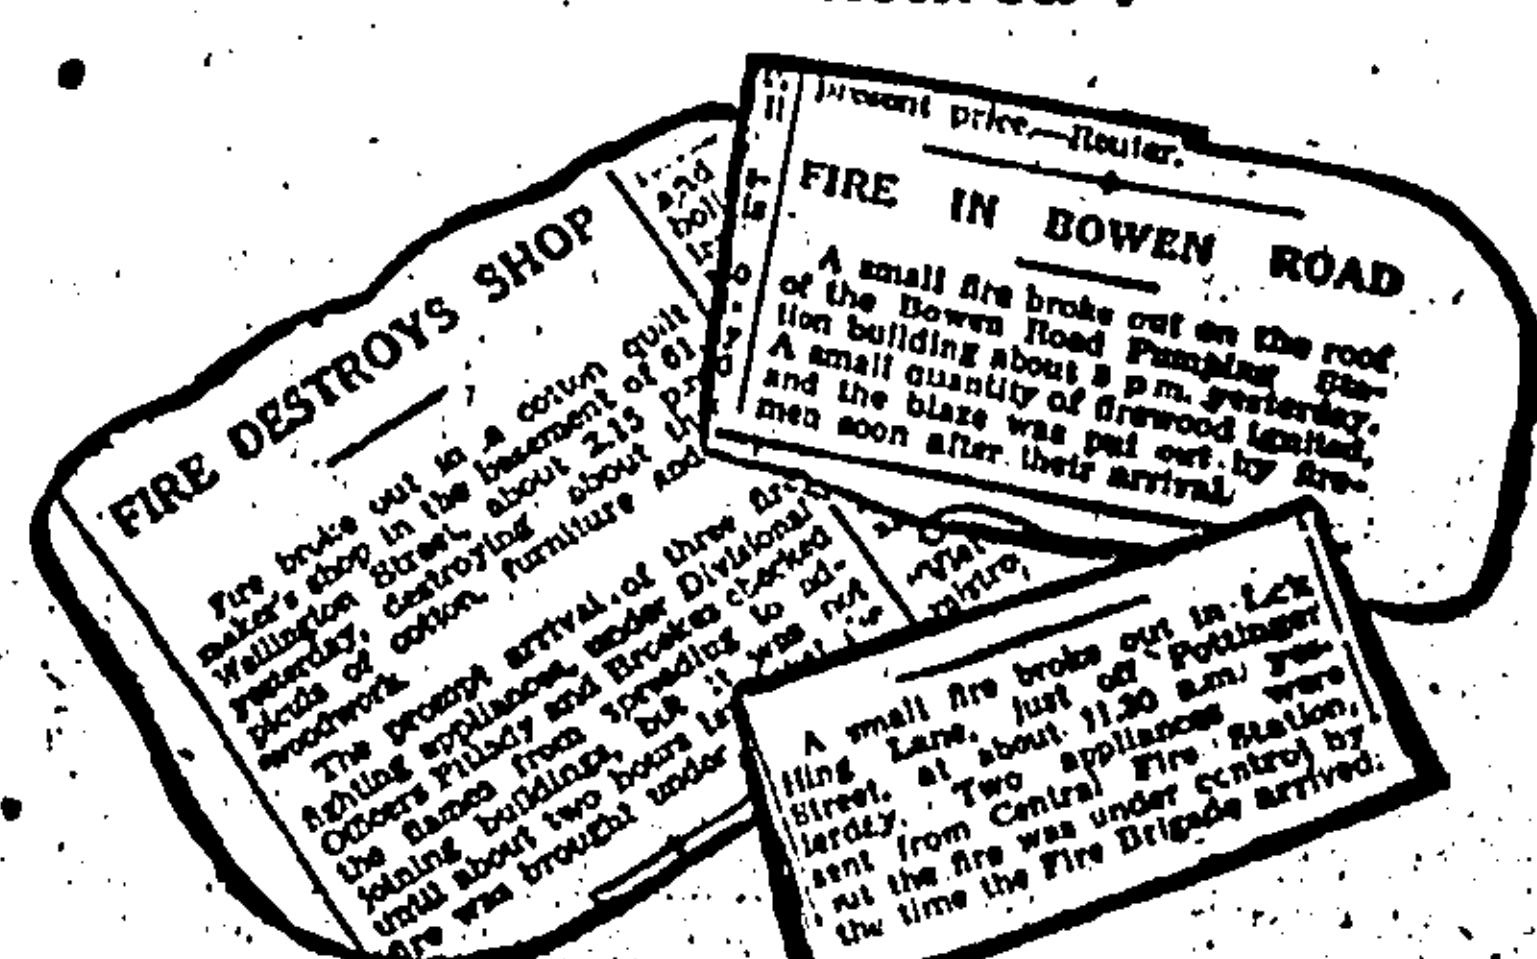 FIRE DESTROYS SHOP
Fire broke out in a cotton quilt
maker's shop in the basement of 61
Wellington Street, about 2.15 p.m.
yesterday, destroying about
piculs of cotton, furniture and
woodwork.
The prompt arrival of three fire
fighting appliances, under Divisional
Officers Pillady and Brookes checked
the flames from spreading to ad-
joining buildings, but it was not
until about two hours
fire was brought under
and
present price.—Reuter.
FIRE IN BOWEN ROAD
A small fire broke out on the roof
of the Bowen Road Pumping Sta-
tion building about p.m. yesterday.
A small quantity of firewood ignited,
and the blaze was put out by fire-
men soon after their arrival.
A small fire broke out in
Lane, just off Pottinger
Street, at about 11.30 a.m. yes-
terday. Two appliances were
sent from Central Fire Station,
but the fire was under control by
the time the Fire Brigade arrived.